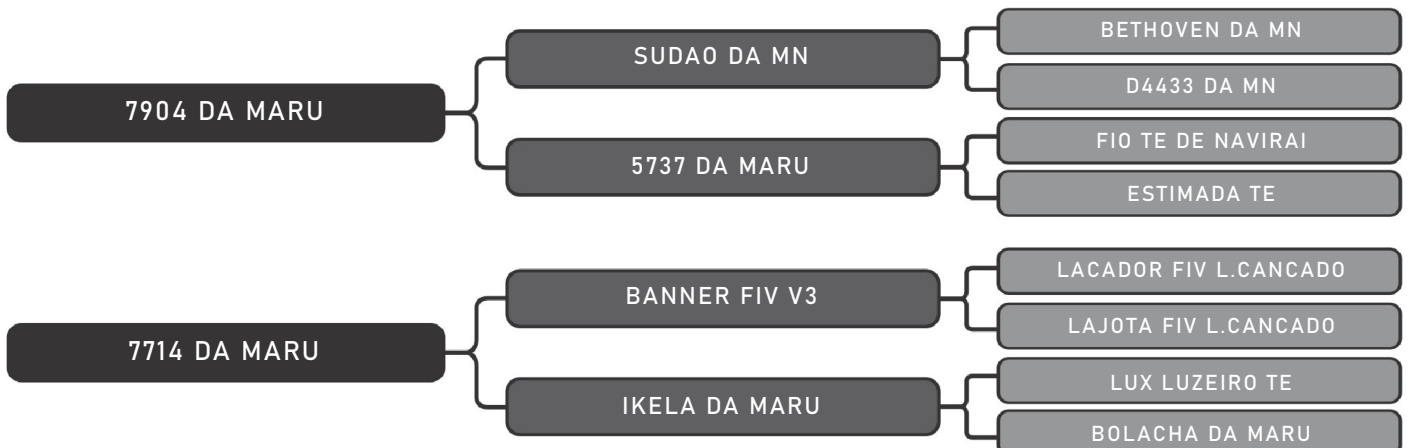 BETHOVEN DA MN
SUDAO DA MN
D4433 DA MN
7904 DA MARU
FIO TE DE NAVIRAI
5737 DA MARU
ESTIMADA TE
LACADOR FIV L.CANCADO
BANNER FIV V3
LAJOTA FIV L.CANCADO
7714 DA MARU
LUX LUZEIRO TE
IKELA DA MARU
BOLACHA DA MARU